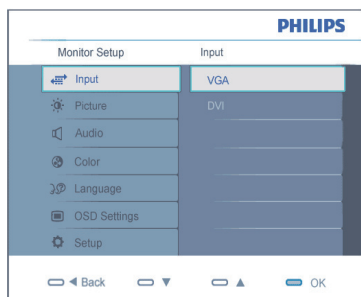 PHILIPS
Monitor Setup
Input
Input
VGA
Picture
DVI
Audio
Color
Language
OSD Settings
Setup
Back
OK